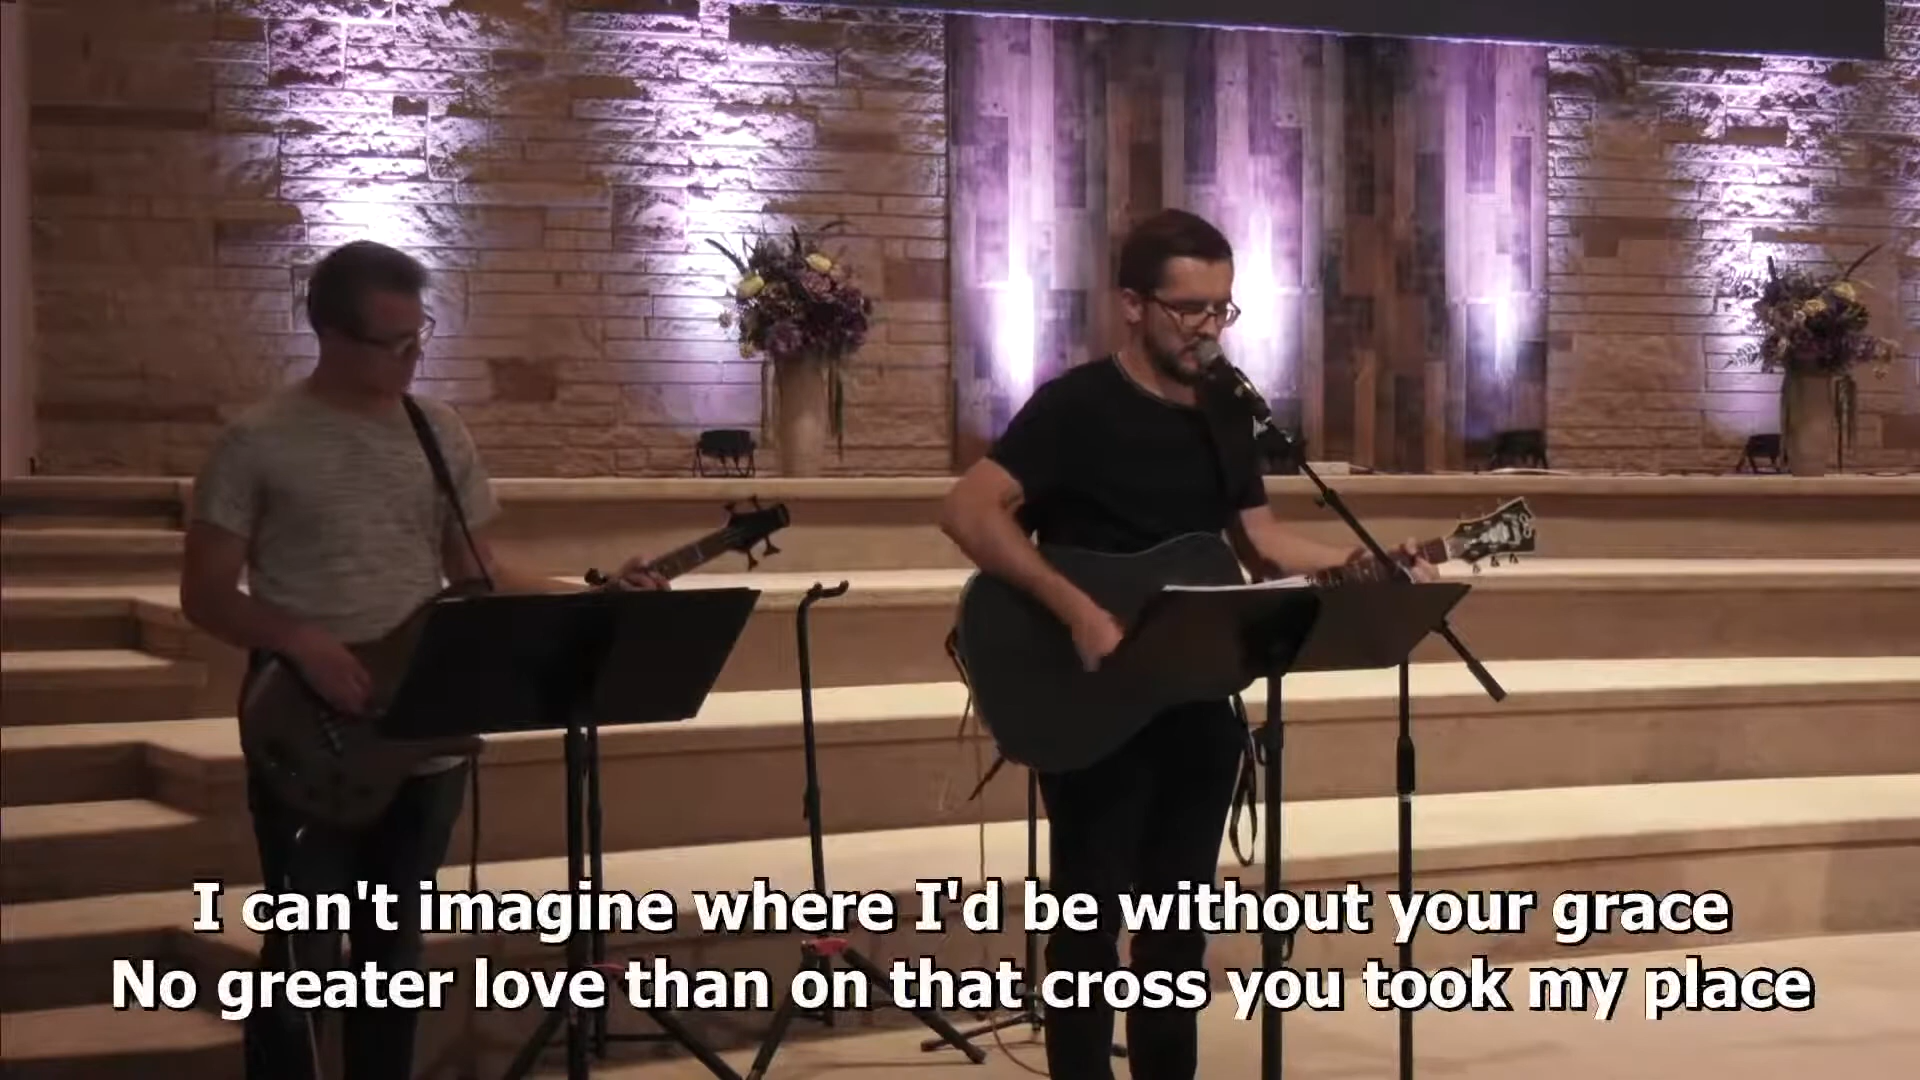 I can't imagine where I'd be without your grace
No greater love than on that cross you took my place